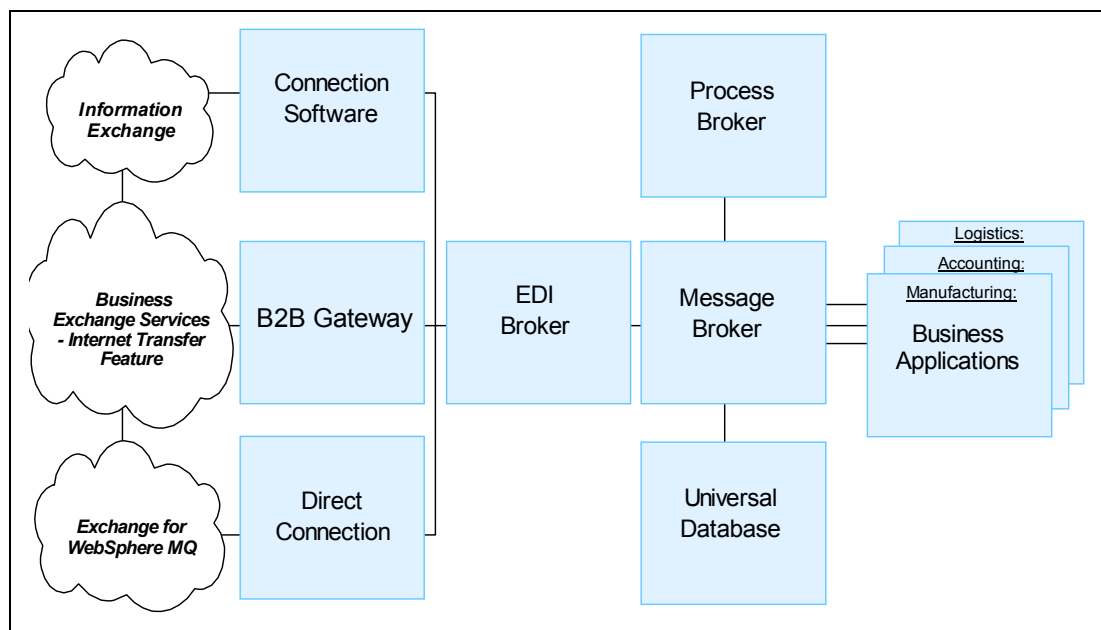 Information
Exchange
Connection
Software
Process
Broker
Business
Exchange Services
- Internet Transfer
Feature
B2B Gateway
EDI
Broker
Message
Broker
Logistics:
Accounting:
Manufacturing:
Business
Applications
Exchange for
WebSphere MQ
Direct
Connection
Universal
Database